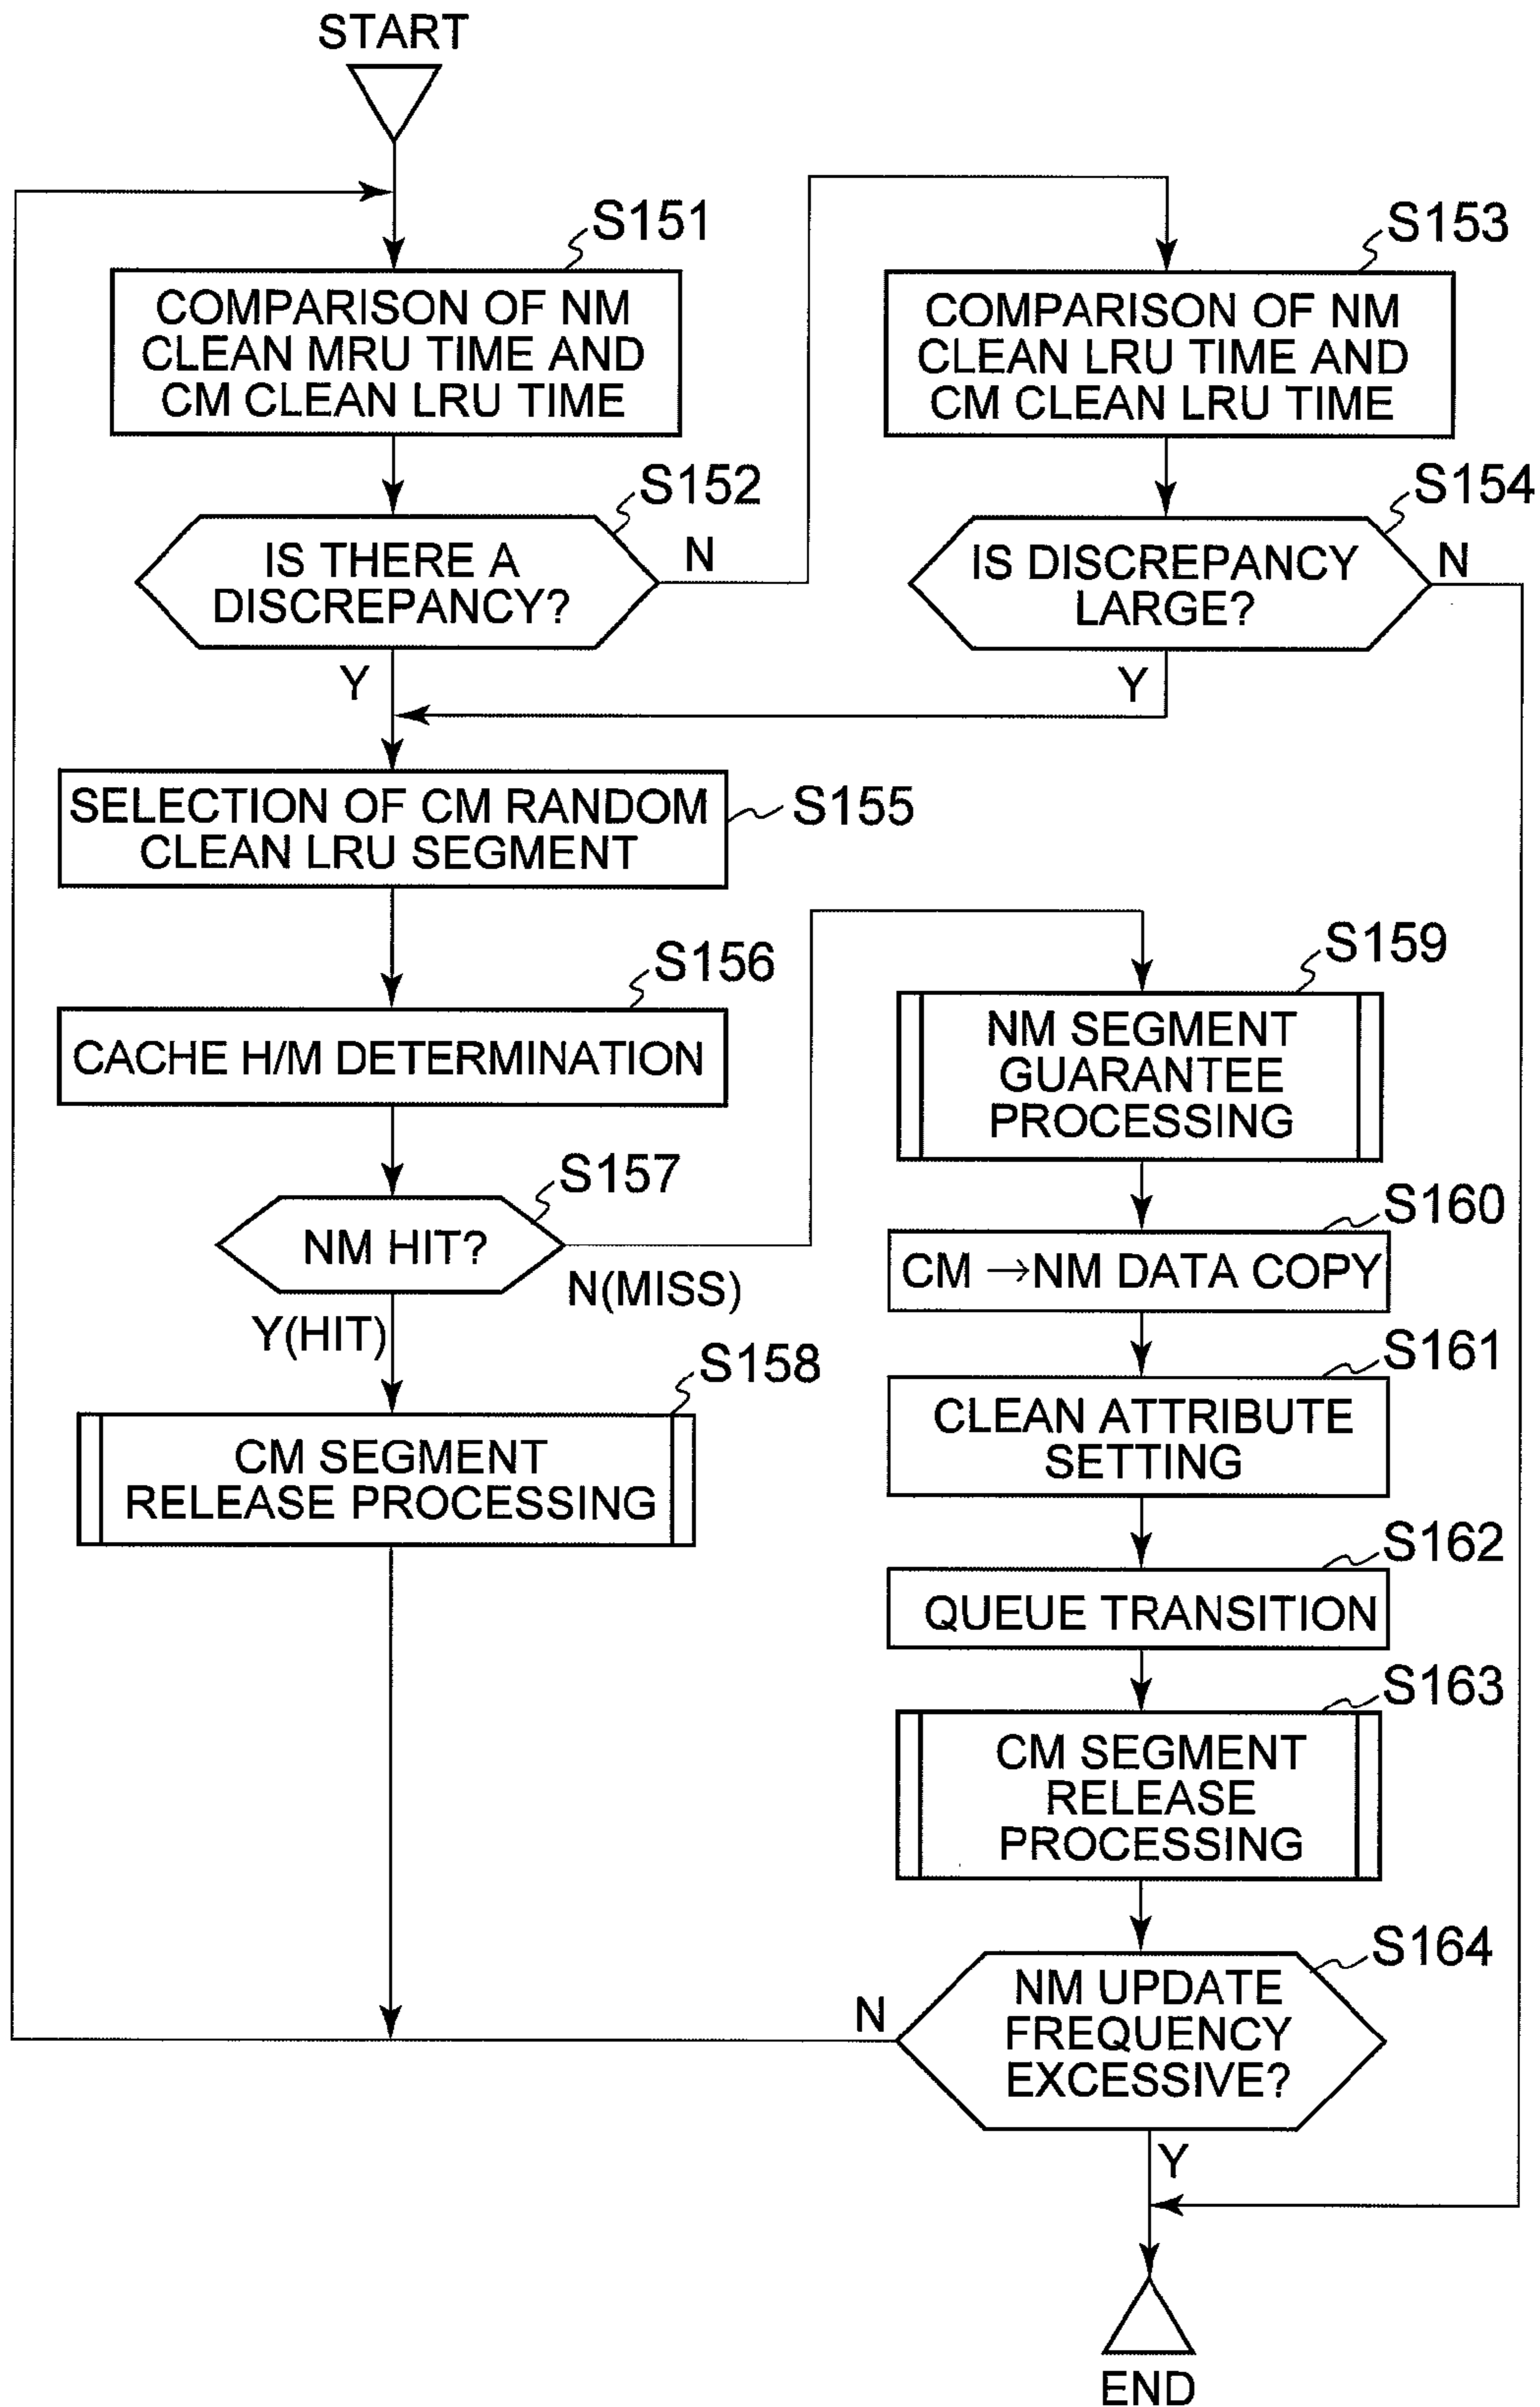 START
S151
COMPARISON OF NM
CLEAN MRU TIME AND
CM CLEAN LRU TIME
S152
IS THERE A
DISCREPANCY?
N
Y
S153
COMPARISON OF NM
CLEAN LRU TIME AND
CM CLEAN LRU TIME
S154
IS DISCREPANCY
LARGE?
N
Y
S155
SELECTION OF CM RANDOM
CLEAN LRU SEGMENT
S156
CACHE H/M DETERMINATION
S157
NM HIT?
N(MISS)
Y(HIT)
S158
CM SEGMENT
RELEASE PROCESSING
S159
NM SEGMENT
GUARANTEE
PROCESSING
S160
CM →NM DATA COPY
S161
CLEAN ATTRIBUTE
SETTING
S162
QUEUE TRANSITION
S163
CM SEGMENT
RELEASE
PROCESSING
S164
NM UPDATE
FREQUENCY
EXCESSIVE?
N
Y
END